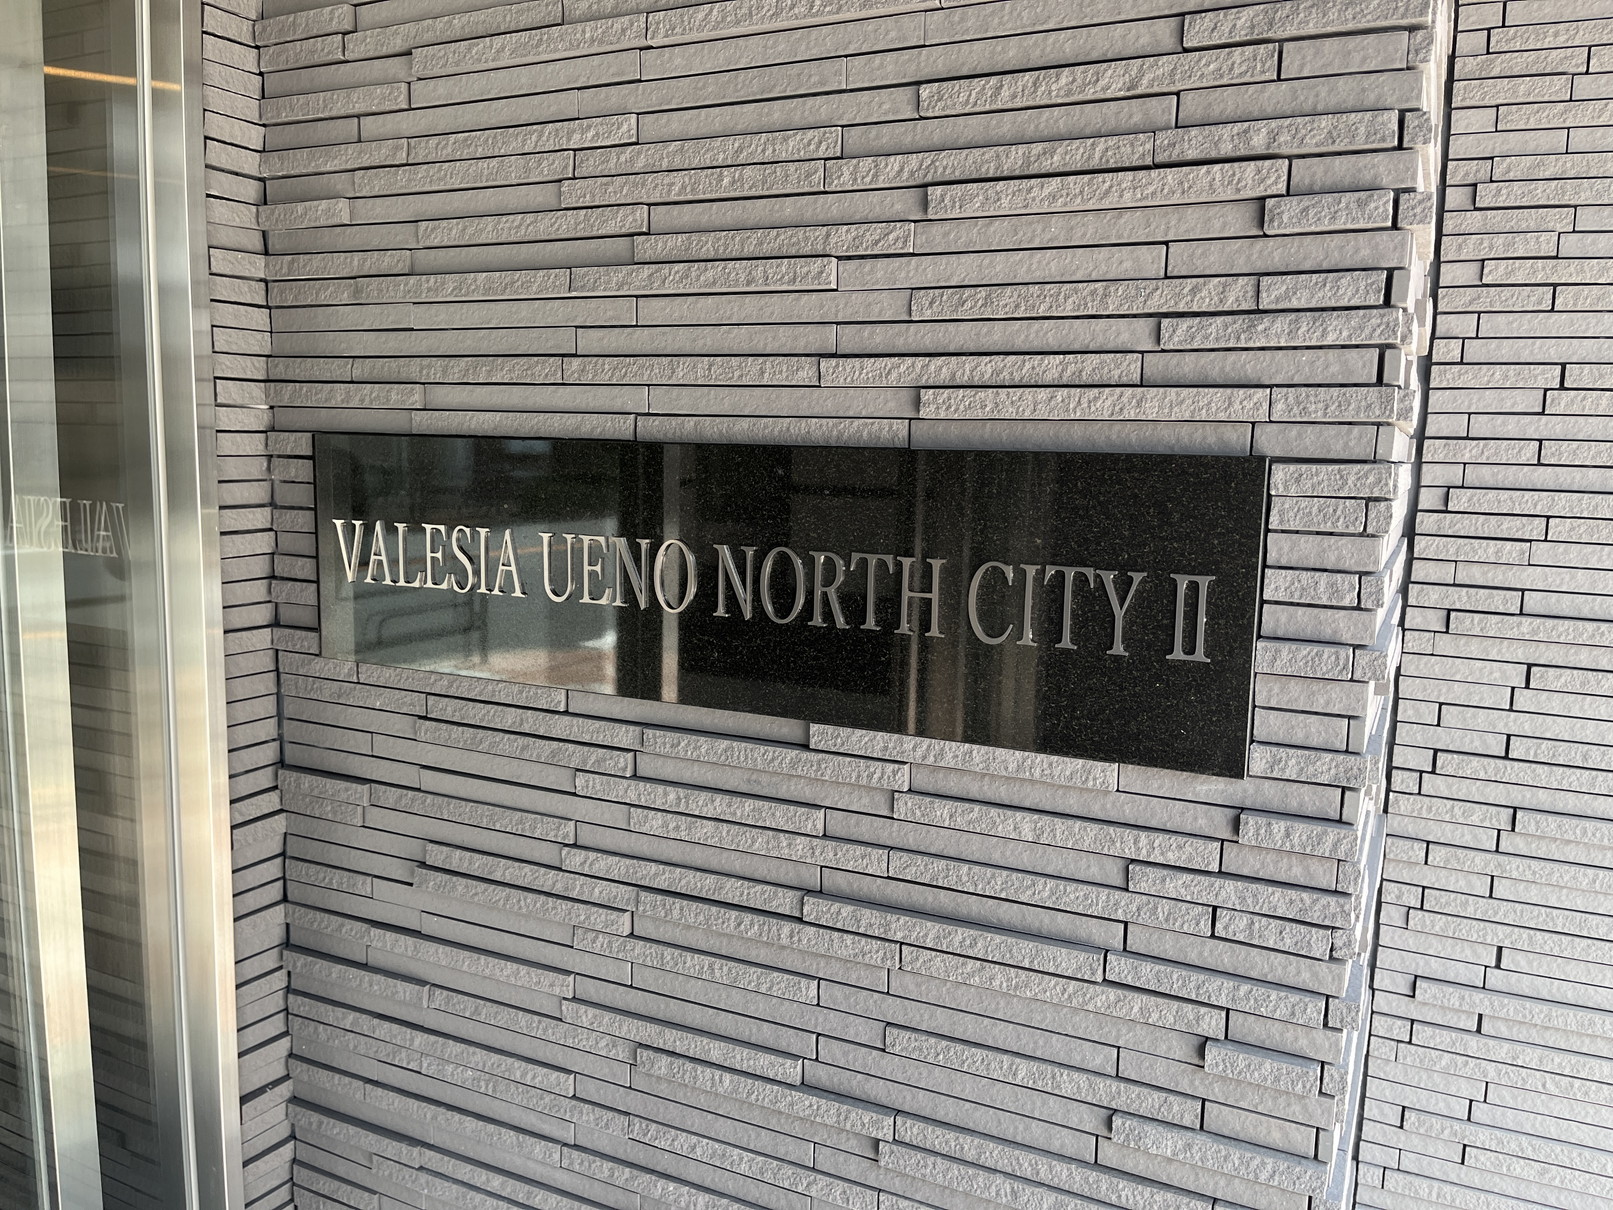 VALESIA UENO NORTH CITY II